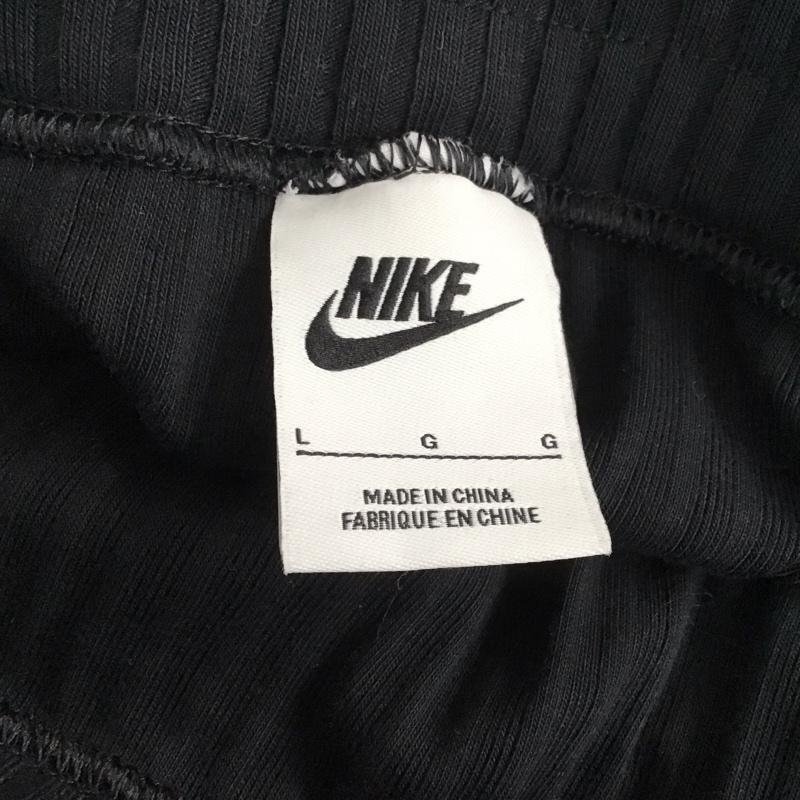 NIKE
L G G
MADE IN CHINA
FABRIQUE EN CHINE